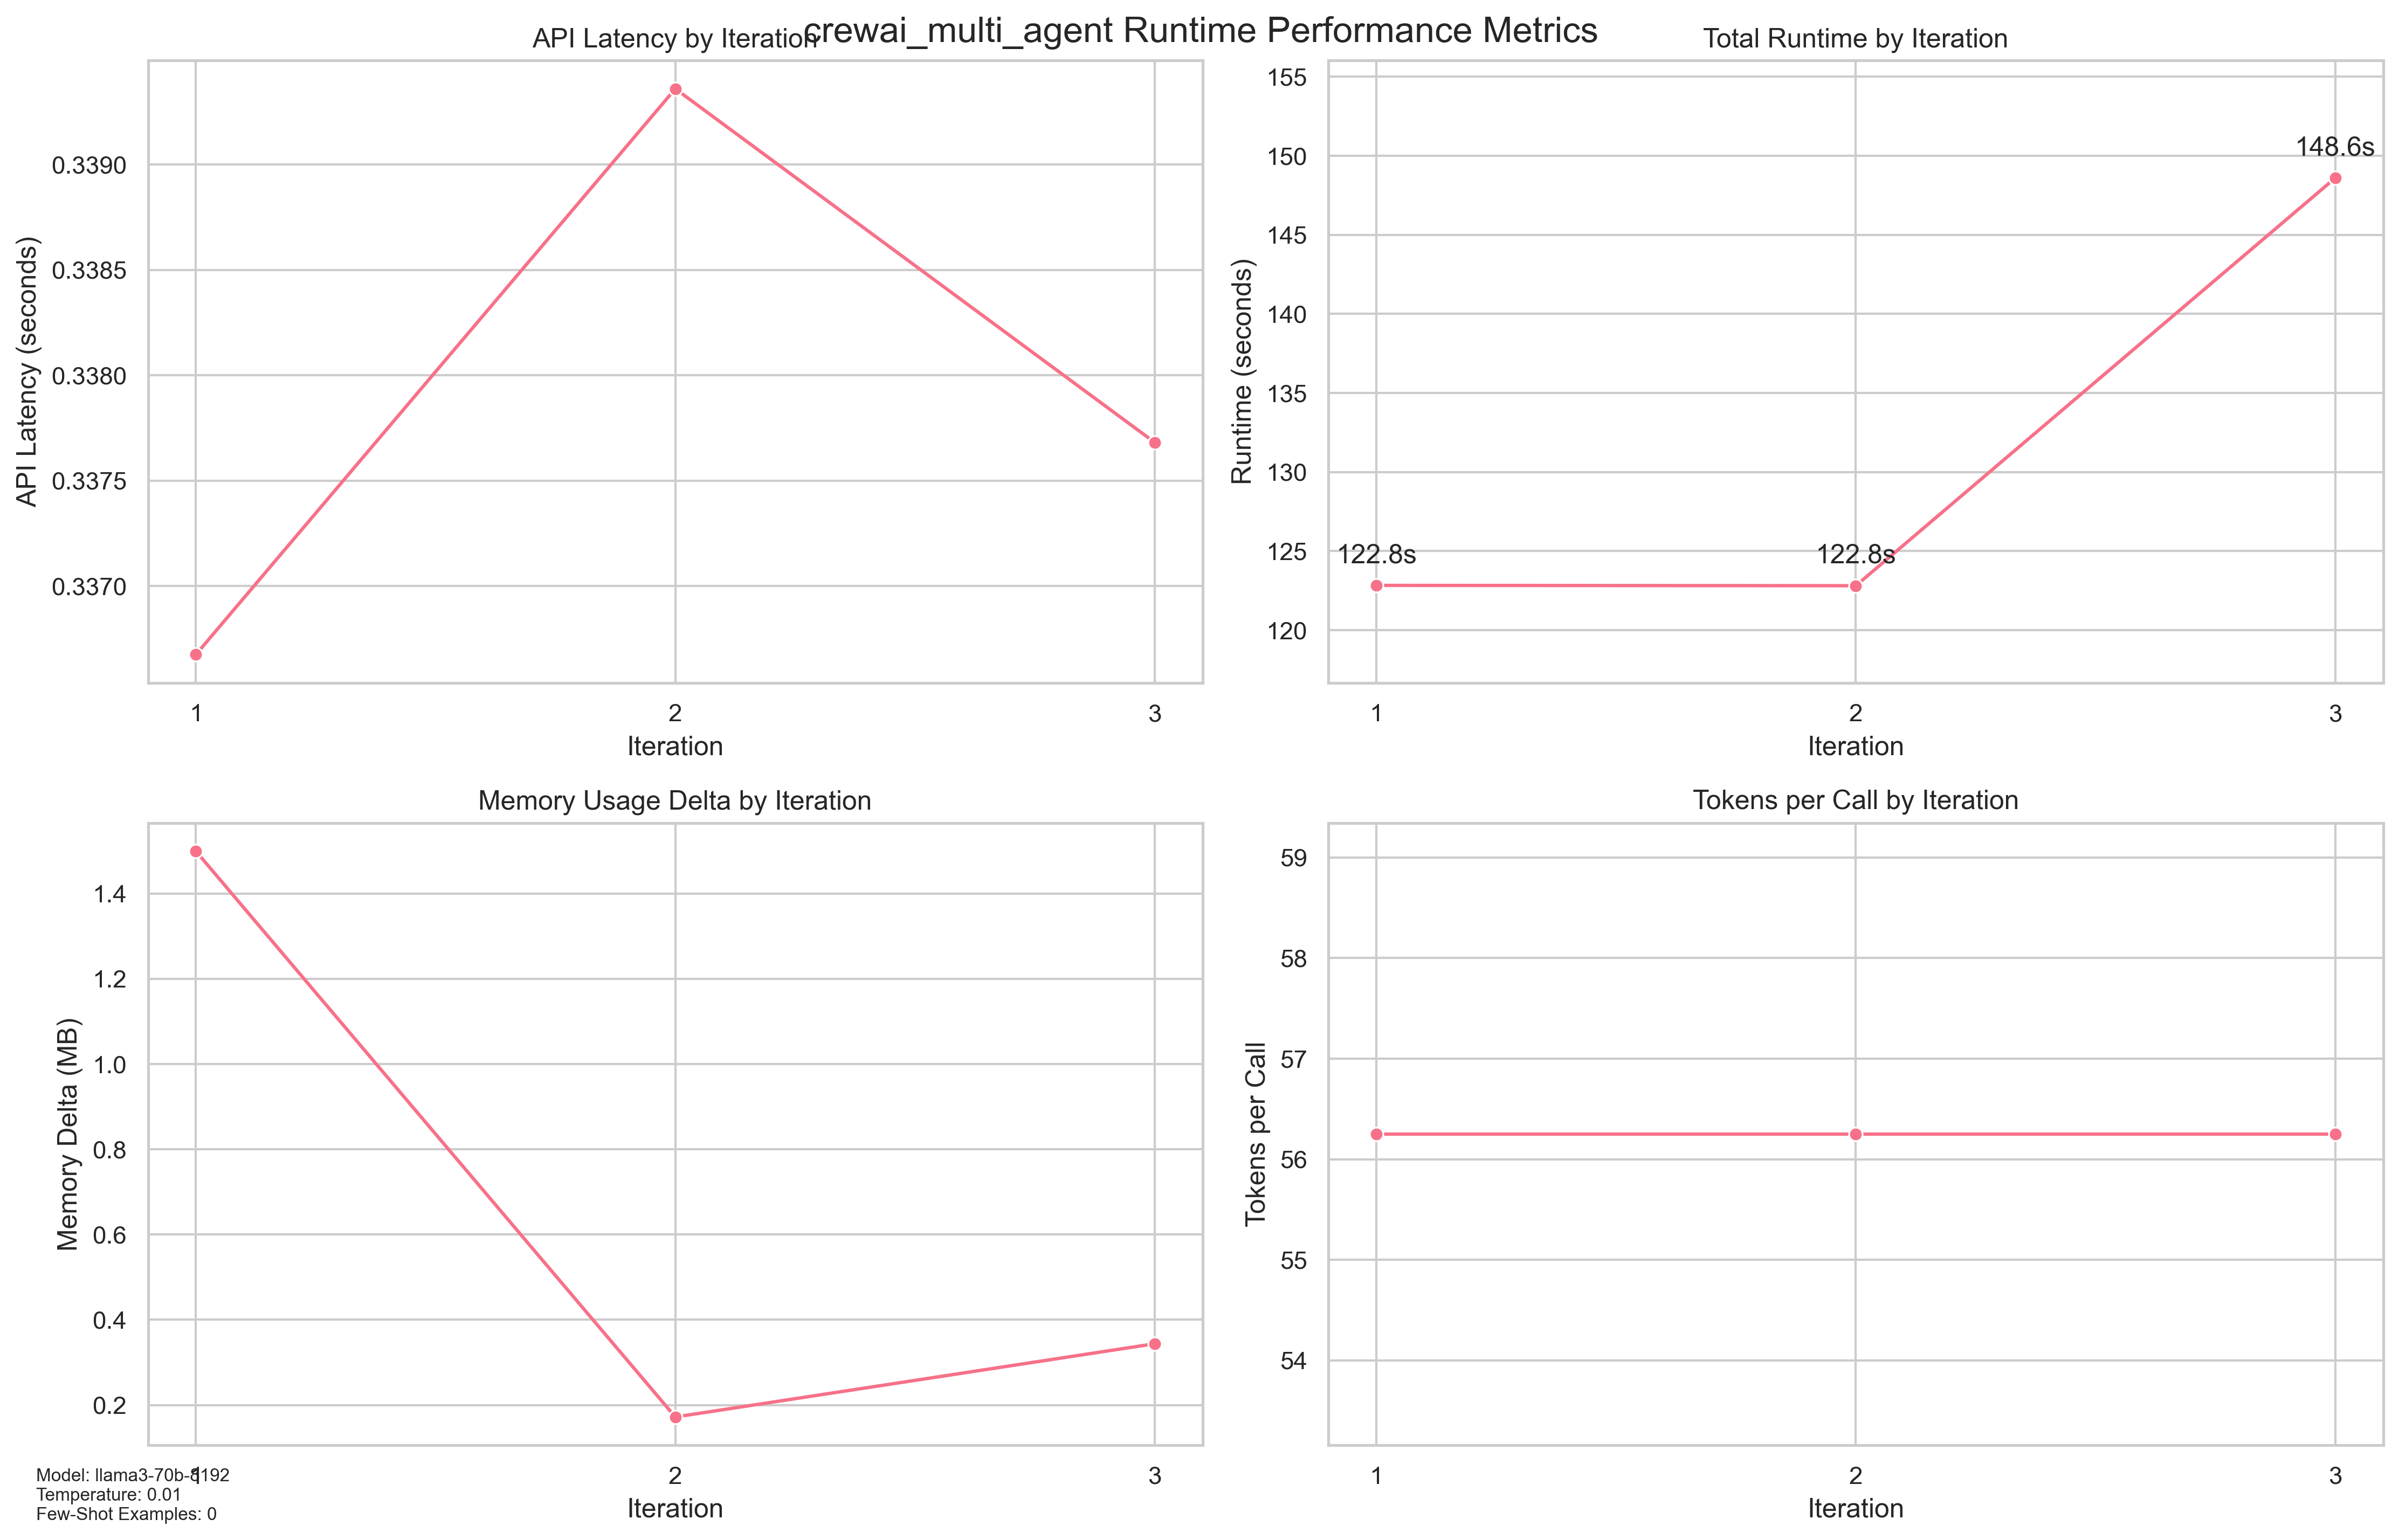 crewai_multi_agent Runtime Performance Metrics
API Latency by Iteration
API Latency (seconds)
0.3390
0.3385
0.3380
0.3375
0.3370
1 2 3
Iteration
Total Runtime by Iteration
Runtime (seconds)
155
150
145
140
135
130
125
120
122.8s
122.8s
148.6s
1 2 3
Iteration
Memory Usage Delta by Iteration
Memory Delta (MB)
1.4
1.2
1.0
0.8
0.6
0.4
0.2
1 2 3
Iteration
Tokens per Call by Iteration
Tokens per Call
59
58
57
56
55
54
1 2 3
Iteration
Model: llama3-70b-8192
Temperature: 0.01
Few-Shot Examples: 0